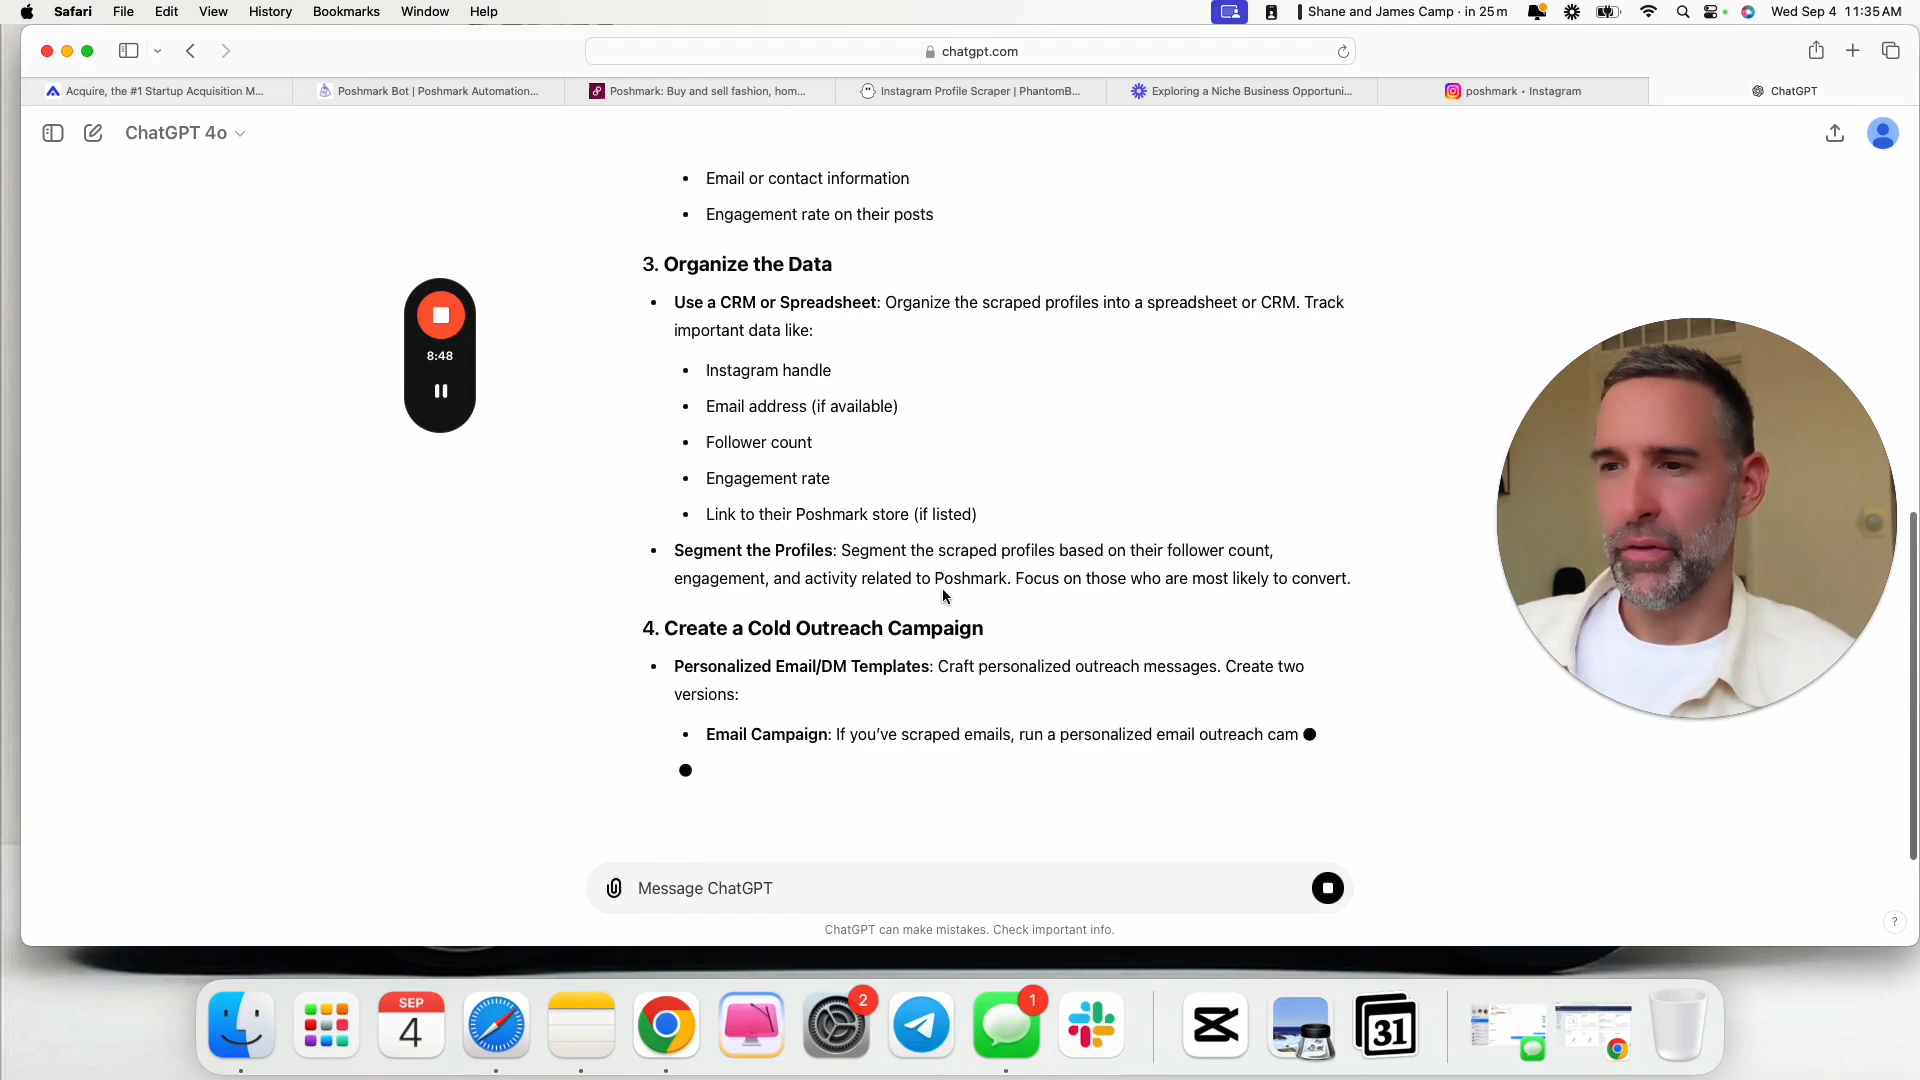 Safari File Edit View History Bookmarks Window Help
Shane and James Camp · in 25 m
Wed Sep 4 11:35 AM
chatgpt.com
Acquire, the #1 Startup Acquisition M...
Poshmark Bot | Poshmark Automation...
Poshmark: Buy and sell fashion, hom...
Instagram Profile Scraper | PhantomB...
Exploring a Niche Business Opportuni...
poshmark • Instagram
ChatGPT
ChatGPT 4o
• Email or contact information
• Engagement rate on their posts
3. Organize the Data
• Use a CRM or Spreadsheet: Organize the scraped profiles into a spreadsheet or CRM. Track
important data like:
• Instagram handle
• Email address (if available)
• Follower count
• Engagement rate
• Link to their Poshmark store (if listed)
• Segment the Profiles: Segment the scraped profiles based on their follower count,
engagement, and activity related to Poshmark. Focus on those who are most likely to convert.
4. Create a Cold Outreach Campaign
• Personalized Email/DM Templates: Craft personalized outreach messages. Create two
versions:
• Email Campaign: If you've scraped emails, run a personalized email outreach cam
8:48
Message ChatGPT
ChatGPT can make mistakes. Check important info.
?
SEP
4
2
1
31